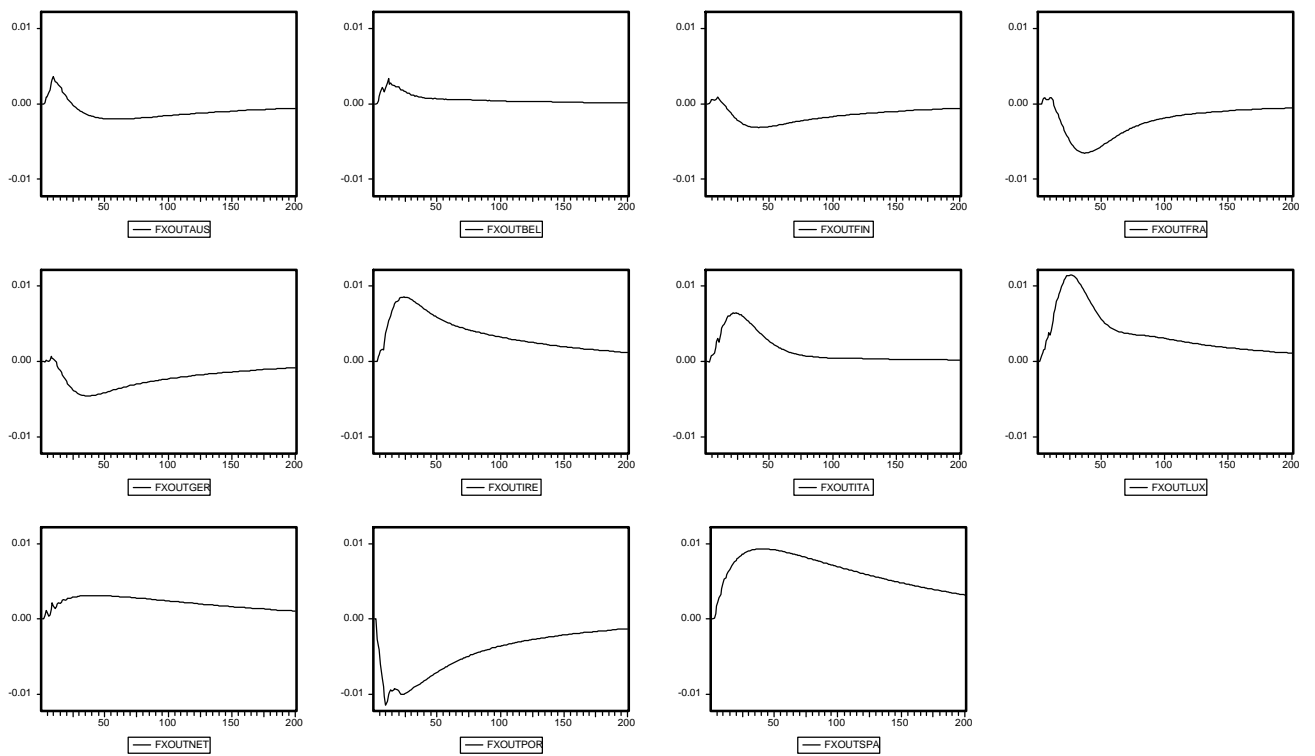 0.01 0.01 0.01 0.01
0.00 0.00 0.00 0.00
-0.01 -0.01 -0.01 -0.01
50 100 150 200 50 100 150 200 50 100 150 200 50 100 150 200
FXOUTAUS FXOUTBEL FXOUTFIN FXOUTFRA
0.01 0.01 0.01 0.01
0.00 0.00 0.00 0.00
-0.01 -0.01 -0.01 -0.01
50 100 150 200 50 100 150 200 50 100 150 200 50 100 150 200
FXOUTGER FXOUTIRE FXOUTITA FXOUTLUX
0.01 0.01 0.01
0.00 0.00 0.00
-0.01 -0.01 -0.01
50 100 150 200 50 100 150 200 50 100 150 200
FXOUTNET FXOUTPOR FXOUTSPA